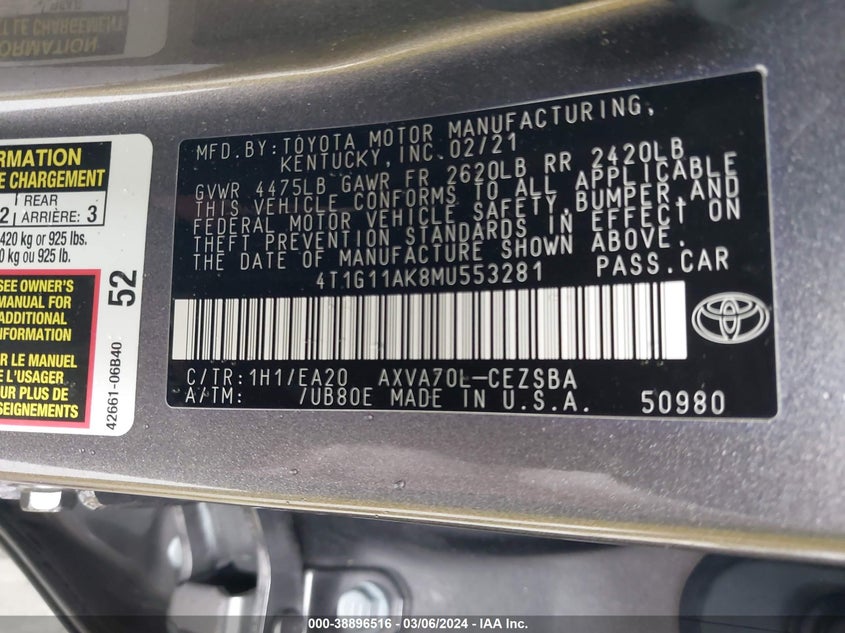 MFD.BY:TOYOTA MOTOR MANUFACTURING,
KENTUCKY,INC.02/21
GVWR 4475LB GAWR FR 2620LB RR 2420LB
THIS VEHICLE CONFORMS TO ALL APPLICABLE
FEDERAL MOTOR VEHICLE SAFETY,BUMPER,AND
THEFT PREVENTION STANDARDS IN EFFECT ON
THE DATE OF MANUFACTURE SHOWN ABOVE.
4T1G11AK8MU553281 PASS.CAR
C/TR:1H1/EA20 AXVA70L-CEZSBA
A/TM: /UB80E MADE IN U.S.A. 50980
RMATION
E CHARGEMENT
REAR
2 ARRIÈRE: 3
420 kg or 925 lbs.
0 kg ou 925 lb.
SEE OWNER'S
MANUAL FOR
ADDITIONAL
INFORMATION
LE MANUEL
L'USAGER
PLUS DE
52
42661-06B40
000-38896516 - 03/06/2024 - IAA Inc.